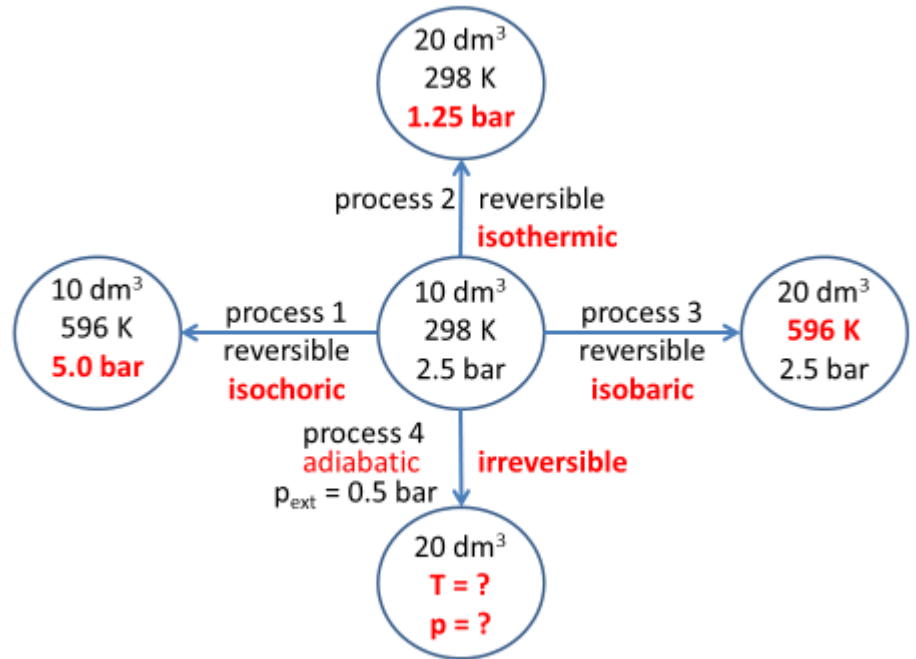 20 dm³
298 K
1.25 bar
process 2 reversible
isothermic
10 dm³
596 K
5.0 bar
process 1
reversible
isochoric
10 dm³
298 K
2.5 bar
process 3
reversible
isobaric
20 dm³
596 K
2.5 bar
process 4
adiabatic
irreversible
pₑₓₜ = 0.5 bar
20 dm³
T = ?
p = ?